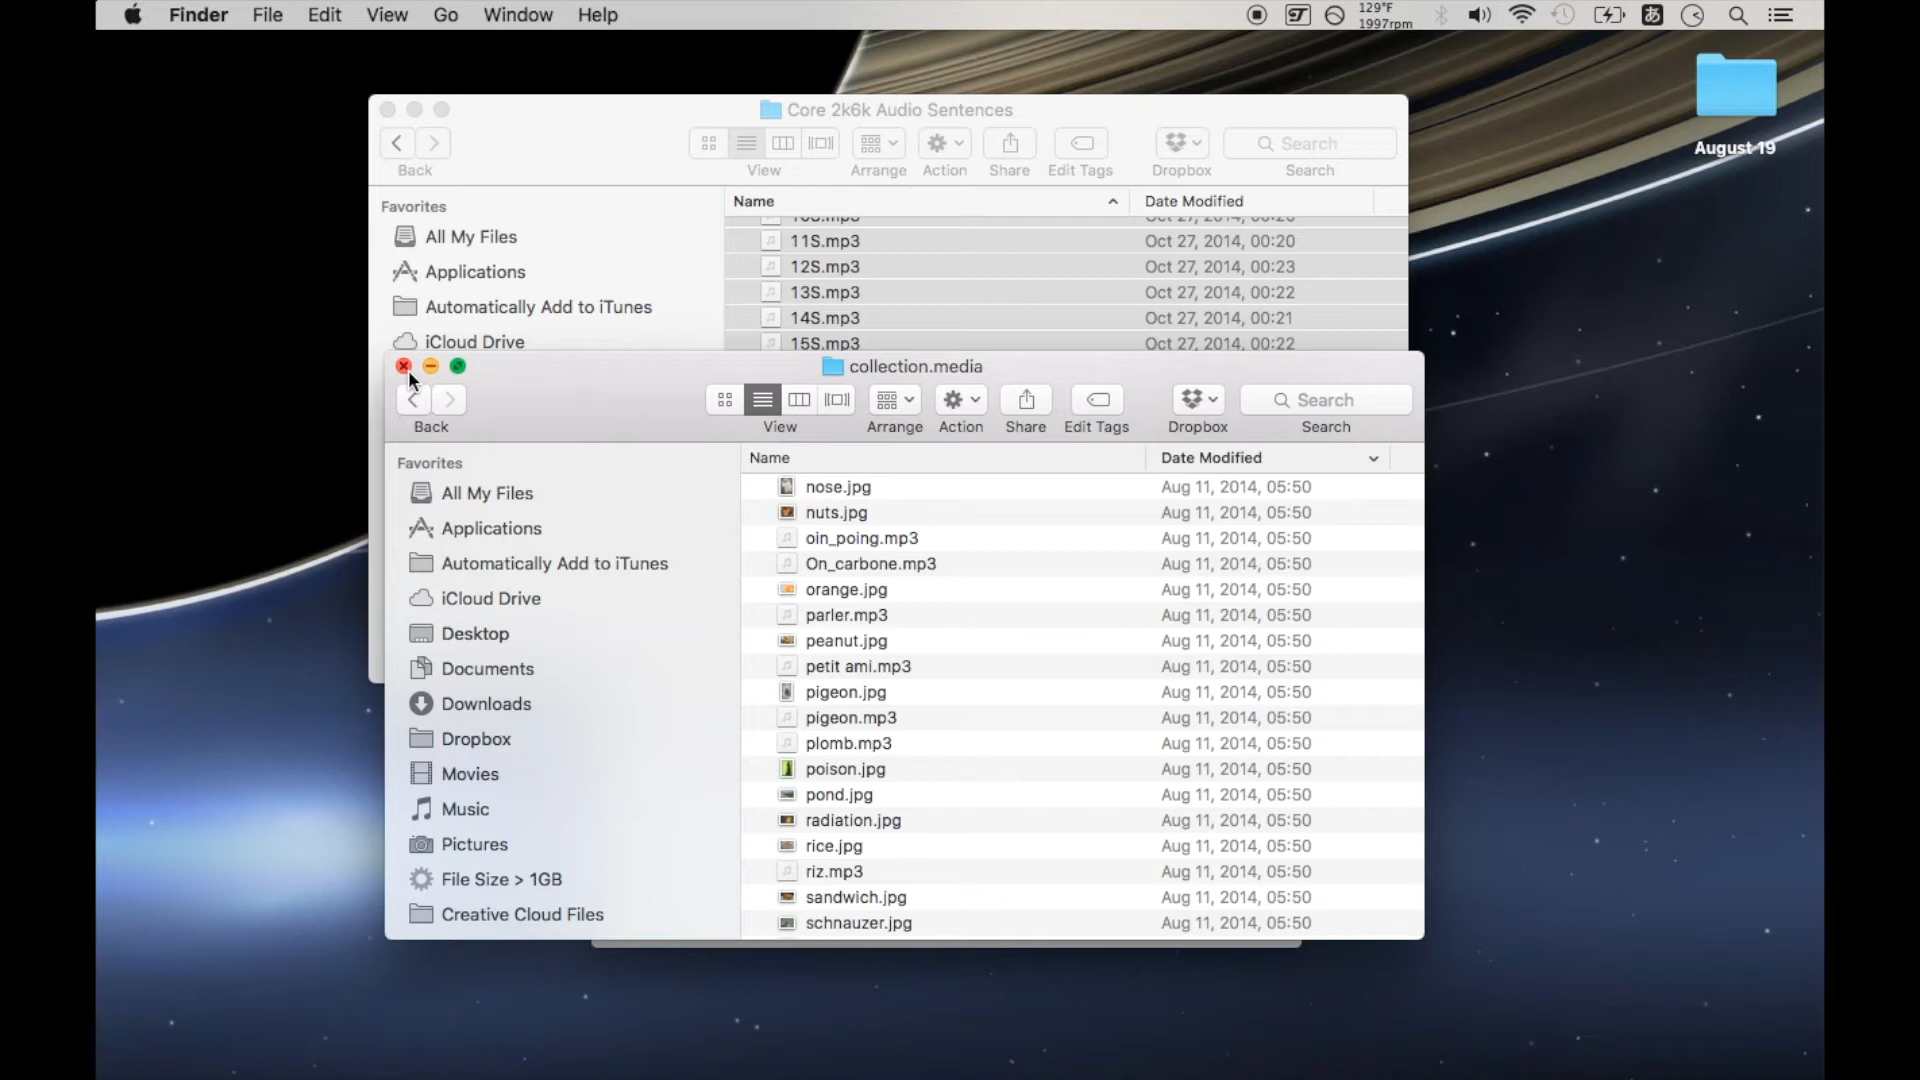 Finder File Edit View Go Window Help 129°F あ
1997rpm
August 19
Core 2k6k Audio Sentences
Search
Back View Arrange Action Share Edit Tags Dropbox Search
Favorites
All My Files
Applications
Automatically Add to iTunes
iCloud Drive
Name Date Modified
11S.mp3 Oct 27, 2014, 00:20
12S.mp3 Oct 27, 2014, 00:23
13S.mp3 Oct 27, 2014, 00:22
14S.mp3 Oct 27, 2014, 00:21
15S.mp3 Oct 27, 2014, 00:22
collection.media
Search
Back View Arrange Action Share Edit Tags Dropbox Search
Favorites
All My Files
Applications
Automatically Add to iTunes
iCloud Drive
Desktop
Documents
Downloads
Dropbox
Movies
Music
Pictures
File Size > 1GB
Creative Cloud Files
Name Date Modified
nose.jpg Aug 11, 2014, 05:50
nuts.jpg Aug 11, 2014, 05:50
oin_poing.mp3 Aug 11, 2014, 05:50
On_carbone.mp3 Aug 11, 2014, 05:50
orange.jpg Aug 11, 2014, 05:50
parler.mp3 Aug 11, 2014, 05:50
peanut.jpg Aug 11, 2014, 05:50
petit ami.mp3 Aug 11, 2014, 05:50
pigeon.jpg Aug 11, 2014, 05:50
pigeon.mp3 Aug 11, 2014, 05:50
plomb.mp3 Aug 11, 2014, 05:50
poison.jpg Aug 11, 2014, 05:50
pond.jpg Aug 11, 2014, 05:50
radiation.jpg Aug 11, 2014, 05:50
rice.jpg Aug 11, 2014, 05:50
riz.mp3 Aug 11, 2014, 05:50
sandwich.jpg Aug 11, 2014, 05:50
schnauzer.jpg Aug 11, 2014, 05:50